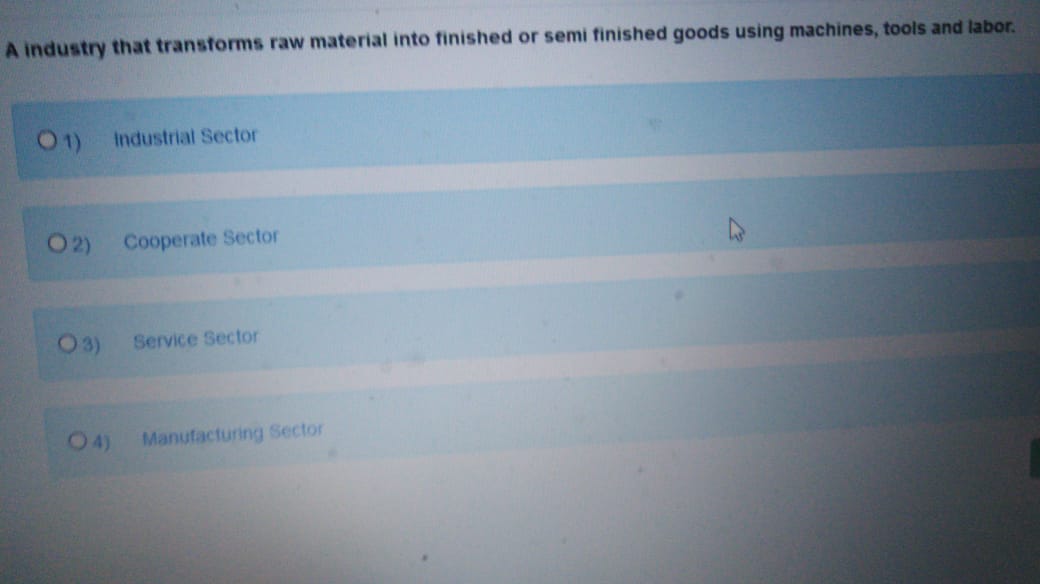 A industry that transforms raw material into finished or semi finished goods using machines, tools and labor.
1) Industrial Sector
2) Cooperate Sector
3) Service Sector
4) Manufacturing Sector